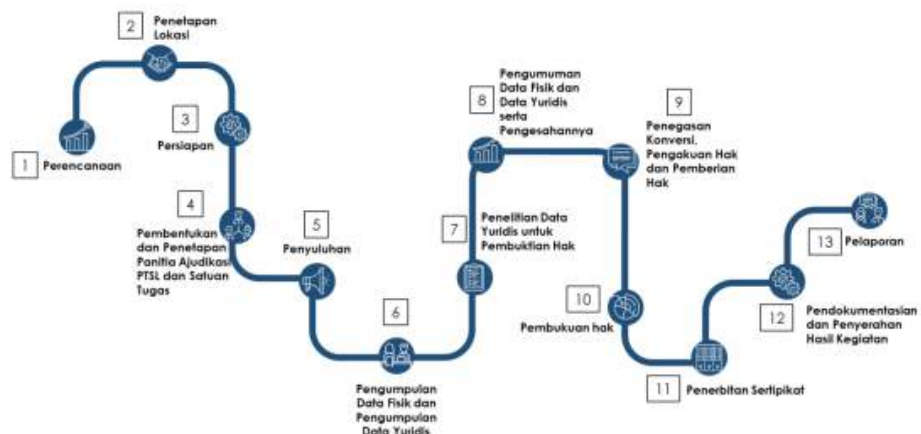 1
Perencanaan
2
Penetapan
Lokasi
3
Persiapan
4
Pembentukan
dan Penetapan
Panitia Ajudikasi
PTSL dan Satuan
Tugas
5
Penyuluhan
6
Pengumpulan
Data Fisik dan
Pengumpulan
Data Yuridis
7
Penelitian Data
Yuridis untuk
Pembuktian Hak
8
Pengumuman
Data Fisik dan
Data Yuridis
serta
Pengesahannya
9
Penegasan
Konversi,
Pengakuan Hak
dan Pemberian
Hak
10
Pembukuan hak
11
Penerbitan Sertipikat
12
Pendokumentasian
dan Penyerahan
Hasil Kegiatan
13
Pelaporan